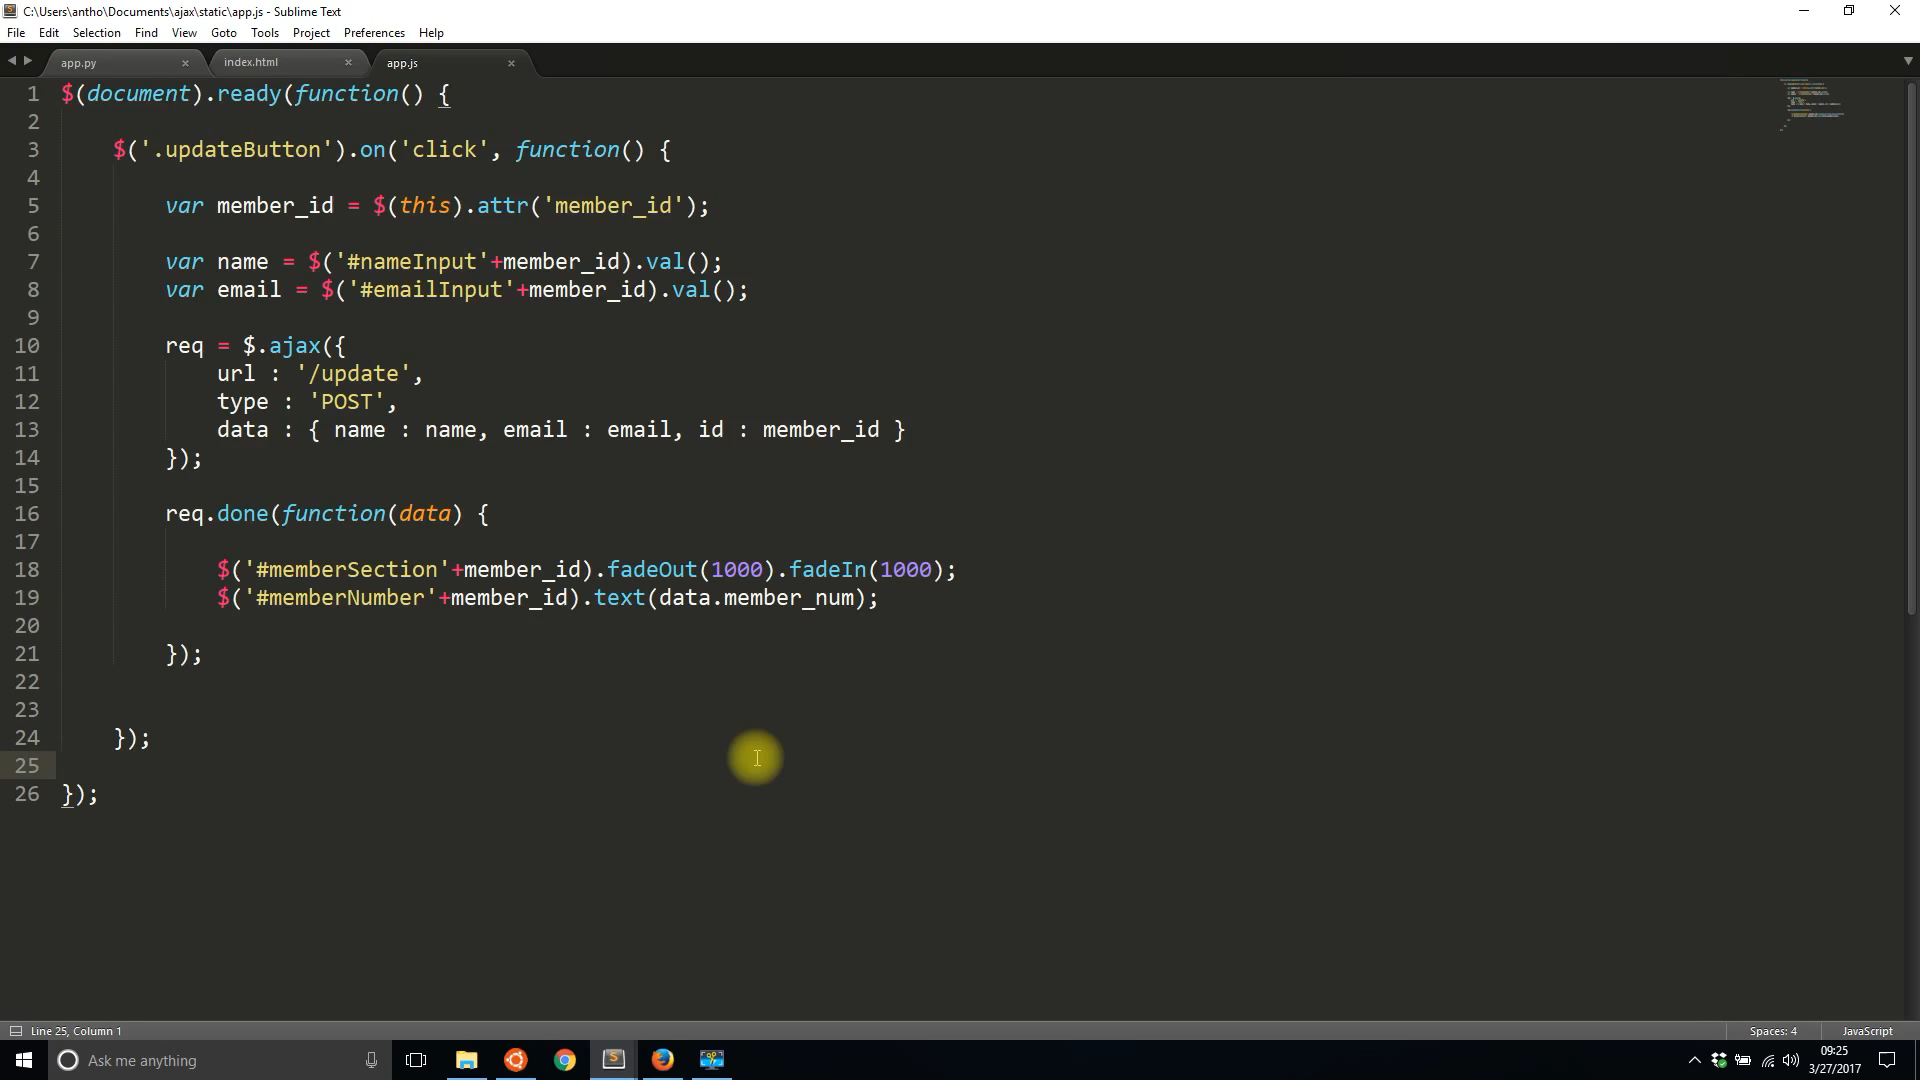 C:\Users\antho\Documents\ajax\static\app.js - Sublime Text
File Edit Selection Find View Goto Tools Project Preferences Help
app.py × index.html × app.js ×
1 $(document).ready(function() {
2
3 $('.updateButton').on('click', function() {
4
5 var member_id = $(this).attr('member_id');
6
7 var name = $('#nameInput'+member_id).val();
8 var email = $('#emailInput'+member_id).val();
9
10 req = $.ajax({
11 url : '/update',
12 type : 'POST',
13 data : { name : name, email : email, id : member_id }
14 });
15
16 req.done(function(data) {
17
18 $('#memberSection'+member_id).fadeOut(1000).fadeIn(1000);
19 $('#memberNumber'+member_id).text(data.member_num);
20
21 });
22
23
24 });
25
26 });
Line 25, Column 1 Spaces: 4 JavaScript
Ask me anything
09:25
3/27/2017